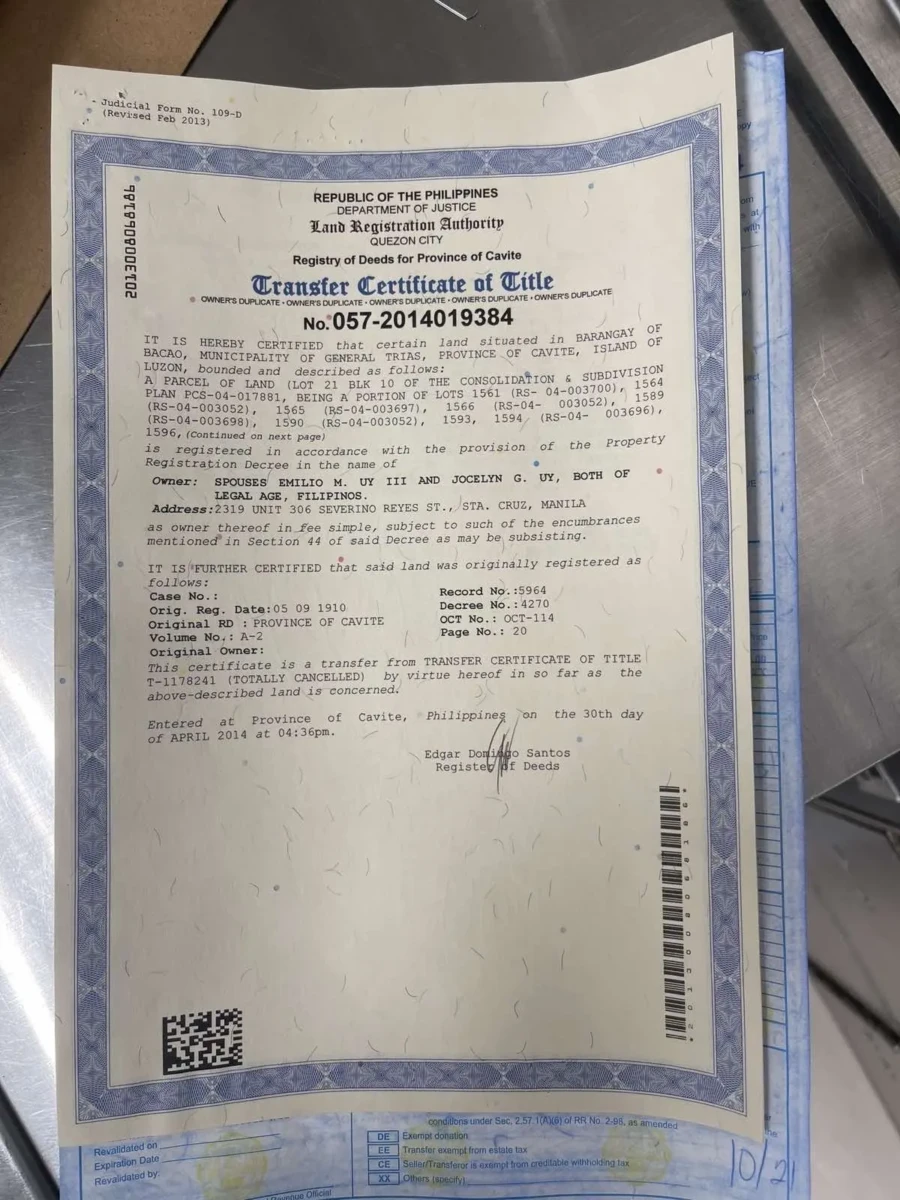 Judicial Form No. 109-D
(Revised Feb 2013)
REPUBLIC OF THE PHILIPPINES
DEPARTMENT OF JUSTICE
Land Registration Authority
QUEZON CITY
Registry of Deeds for Province of Cavite
Transfer Certificate of Title
OWNER'S DUPLICATE • OWNER'S DUPLICATE • OWNER'S DUPLICATE • OWNER'S DUPLICATE • OWNER'S DUPLICATE
No. 057-2014019384
IT IS HEREBY CERTIFIED that certain land situated in BARANGAY OF
BACAO, MUNICIPALITY OF GENERAL TRIAS, PROVINCE OF CAVITE, ISLAND OF
LUZON, bounded and described as follows:
A PARCEL OF LAND (LOT 21 BLK 10 OF THE CONSOLIDATION & SUBDIVISION
PLAN PCS-04-017881, BEING A PORTION OF LOTS 1561 (RS- 04-003700), 1564
(RS-04-003052), 1565 (RS-04-003697), 1566 (RS-04- 003052), 1589
(RS-04-003698), 1590 (RS-04-003052), 1593, 1594 (RS-04- 003696),
1596, (Continued on next page)
is registered in accordance with the provision of the Property
Registration Decree in the name of
Owner: SPOUSES EMILIO M. UY III AND JOCELYN G. UY, BOTH OF
LEGAL AGE, FILIPINOS.
Address:2319 UNIT 306 SEVERINO REYES ST., STA. CRUZ, MANILA
as owner thereof in fee simple, subject to such of the encumbrances
mentioned in Section 44 of said Decree as may be subsisting.
IT IS FURTHER CERTIFIED that said land was originally registered as
follows:
Case No.:
Record No.:5964
Orig. Reg. Date:05 09 1910
Decree No.:4270
Original RD : PROVINCE OF CAVITE
OCT No.: OCT-114
Volume No.: A-2
Page No.: 20
Original Owner:
This certificate is a transfer from TRANSFER CERTIFICATE OF TITLE
T-1178241 (TOTALLY CANCELLED) by virtue hereof in so far as the
above-described land is concerned.
Entered at Province of Cavite, Philippines on the 30th day
of APRIL 2014 at 04:36pm.
Edgar Domingo Santos
Register of Deeds
conditions under Sec. 2.57.1(A)(6) of RR No. 2-98, as amended
Revalidated on
Expiration Date
Revalidated by:
DE Exempt donation
EE Transfer exempt from estate tax
CE Seller/Transferor is exempt from creditable withholding tax
XX Others (specify)
Revenue Official
10/21